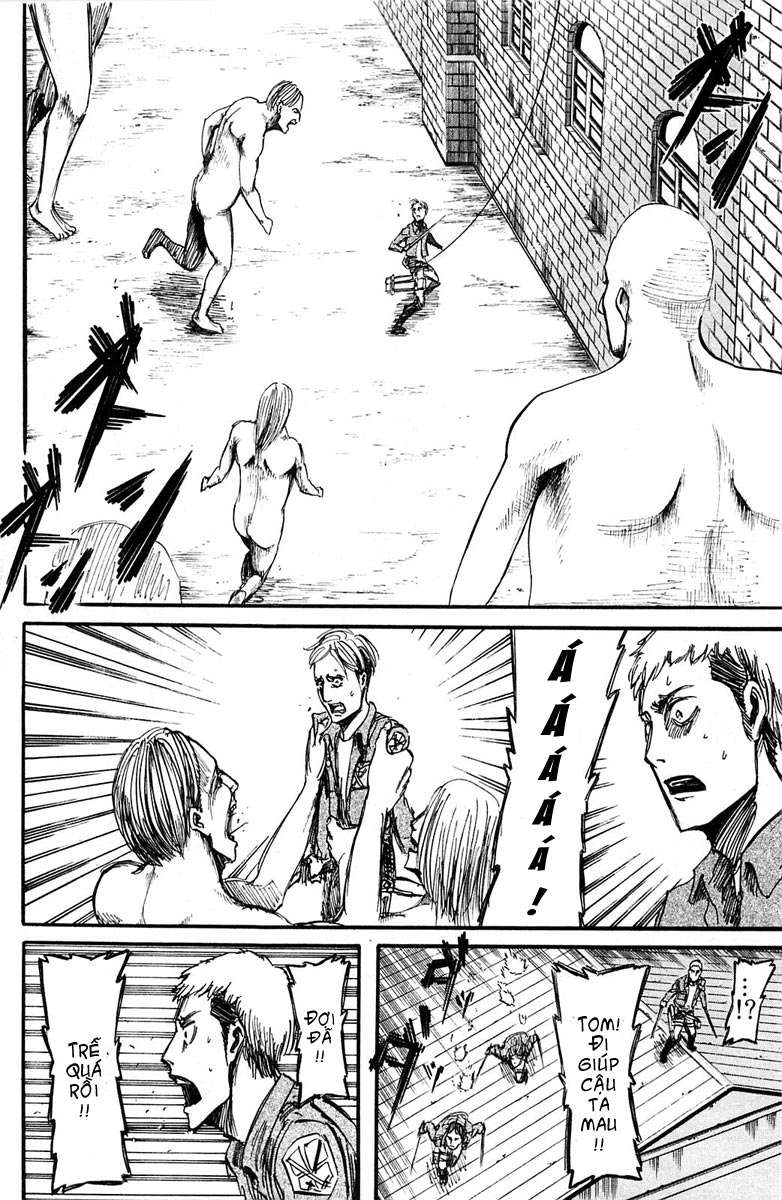 Á
Á
Á
Á
Á!
...!?
TOM!
ĐI
GIÚP
CẬU
TA
MAU
!!
ĐỢI
ĐÃ
!!
TRỄ
QUÁ
RỒI
!!